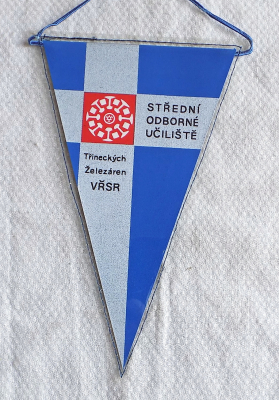 STŘEDNÍ
ODBORNÉ
UČILIŠTĚ
Třineckých
Železáren
VŘSR